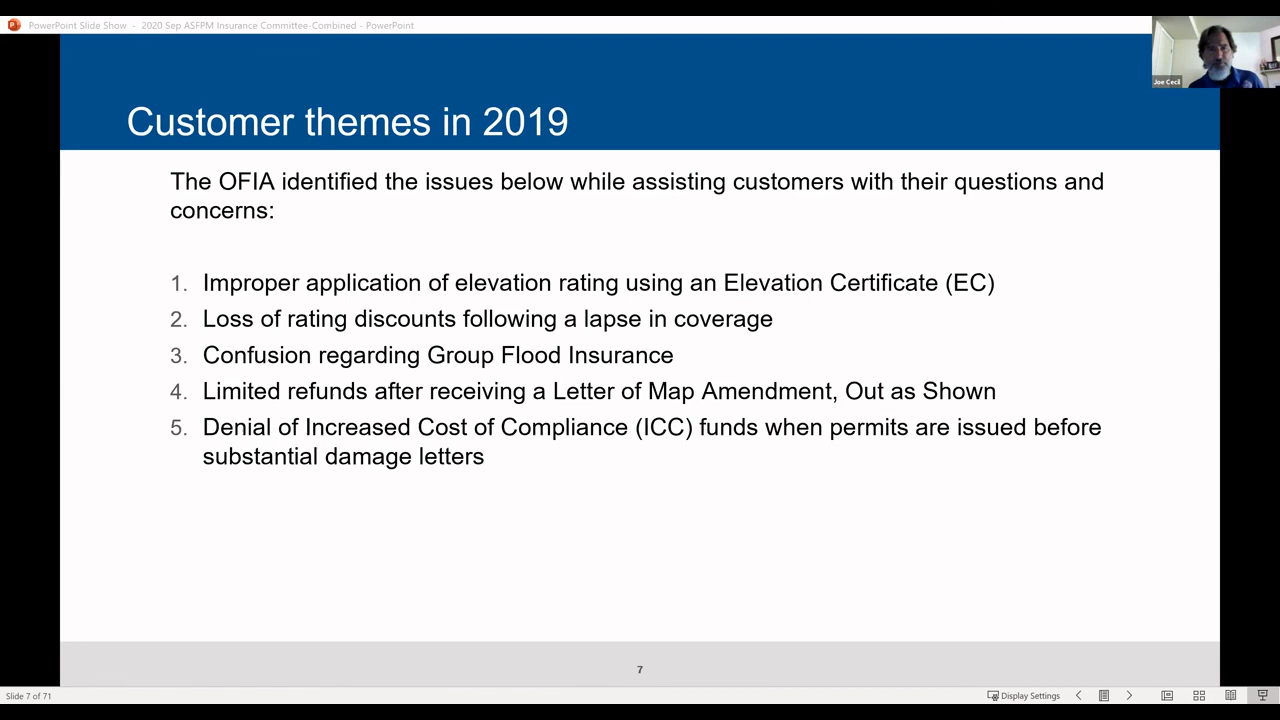 PowerPoint Slide Show - 2020 Sep ASFPM Insurance Committee-Combined - PowerPoint
Joe Cecil
Customer themes in 2019
The OFIA identified the issues below while assisting customers with their questions and
concerns:
1. Improper application of elevation rating using an Elevation Certificate (EC)
2. Loss of rating discounts following a lapse in coverage
3. Confusion regarding Group Flood Insurance
4. Limited refunds after receiving a Letter of Map Amendment, Out as Shown
5. Denial of Increased Cost of Compliance (ICC) funds when permits are issued before
substantial damage letters
7
Slide 7 of 71
Display Settings